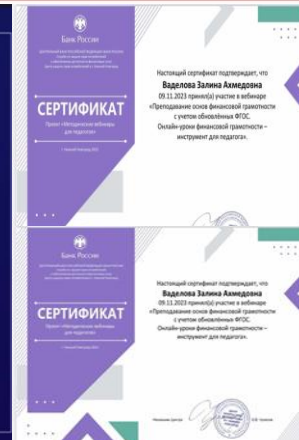 Банк России
СЕРТИФИКАТ
Проект «Методические вебинары
для педагогов»
Настоящий сертификат подтверждает, что
Ваделова Залина Ахмедовна
09.11.2023 принял(а) участие в вебинаре
«Преподавание основ финансовой грамотности
с учетом обновлённых ФГОС.
Онлайн-уроки финансовой грамотности –
инструмент для педагога».
Банк России
СЕРТИФИКАТ
Проект «Методические вебинары
для педагогов»
Настоящий сертификат подтверждает, что
Ваделова Залина Ахмедовна
09.11.2023 принял(а) участие в вебинаре
«Преподавание основ финансовой грамотности
с учетом обновлённых ФГОС.
Онлайн-уроки финансовой грамотности –
инструмент для педагога».